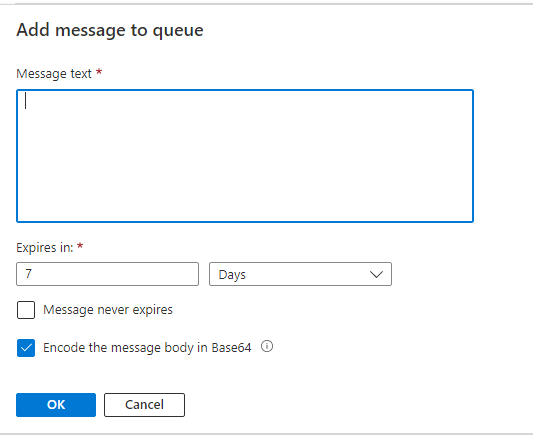 Add message to queue
Message text *
Expires in: *
7 Days
Message never expires
Encode the message body in Base64
OK Cancel